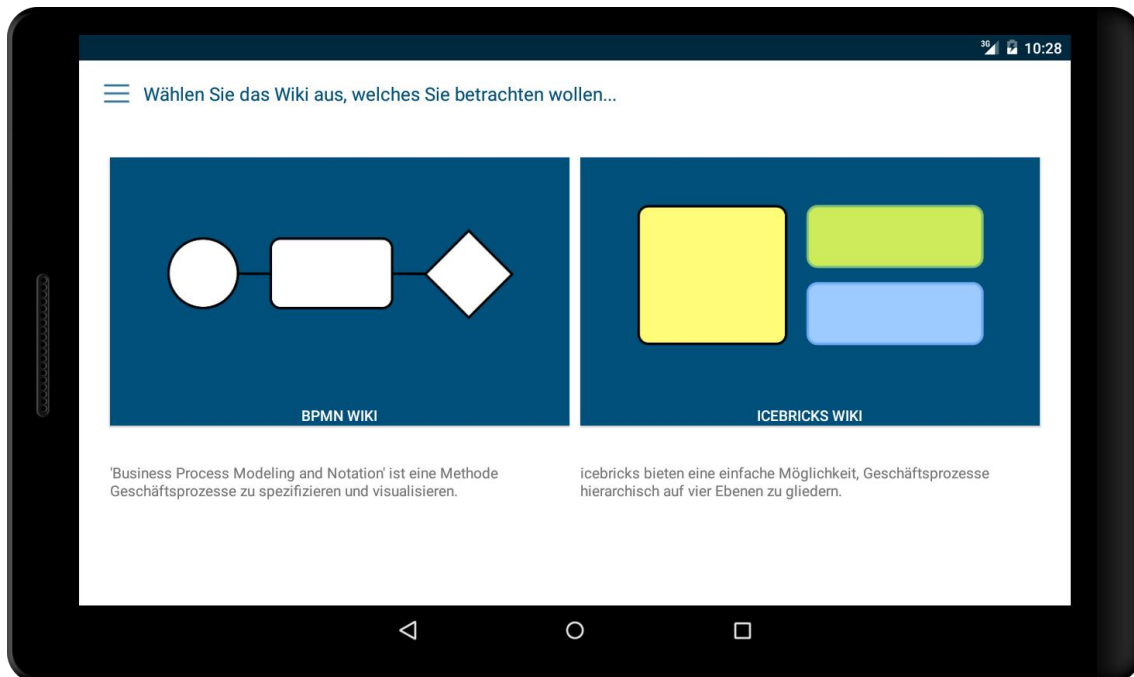 3G 10:28
Wählen Sie das Wiki aus, welches Sie betrachten wollen...
BPMN WIKI
ICEBRICKS WIKI
'Business Process Modeling and Notation' ist eine Methode
Geschäftsprozesse zu spezifizieren und visualisieren.
icebricks bieten eine einfache Möglichkeit, Geschäftsprozesse
hierarchisch auf vier Ebenen zu gliedern.